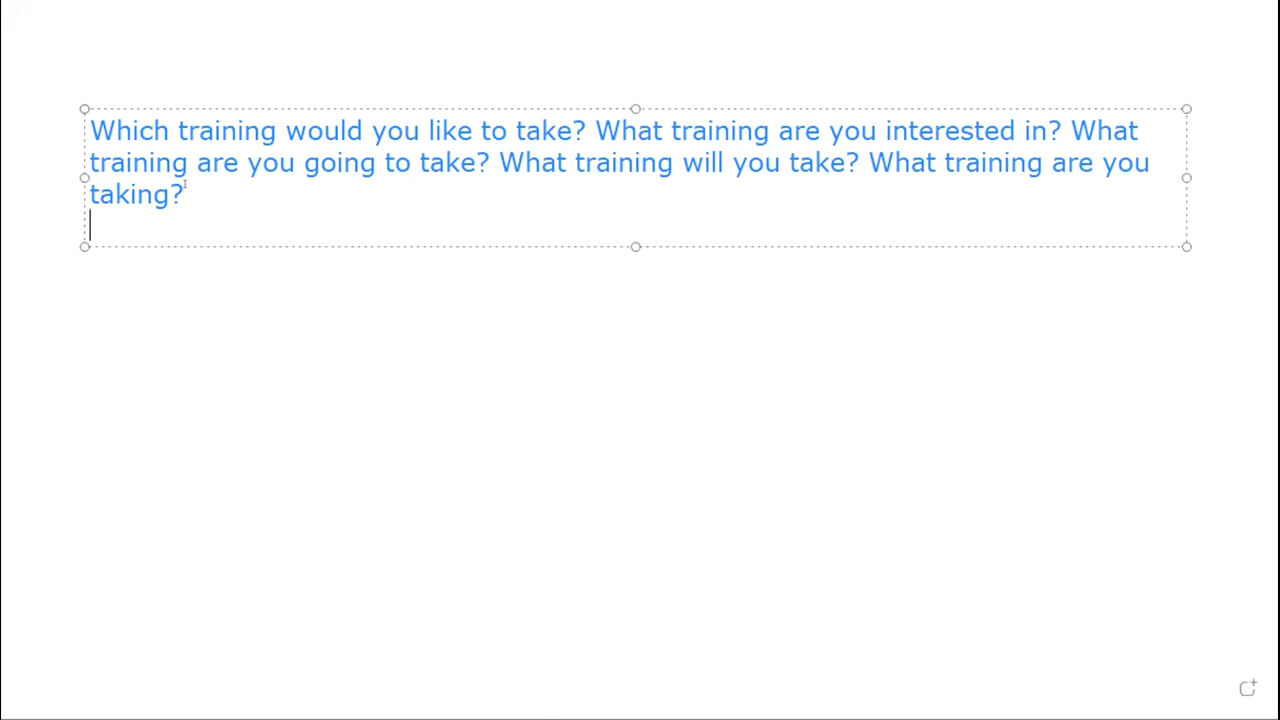 Which training would you like to take? What training are you interested in? What
training are you going to take? What training will you take? What training are you
taking?